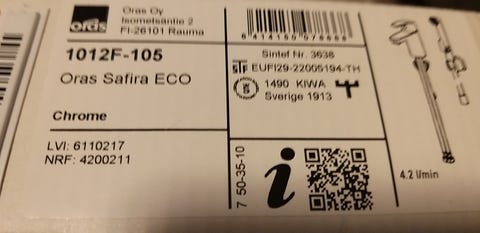 oras
Oras Oy
Isometsäntie 2
FI-26101 Rauma
1012F-105
Oras Safira ECO
Chrome
LVI: 6110217
NRF: 4200211
Sintef Nr. 3636
STF EUFI29-22005194-TH
1490 KIWA
Sverige 1913
7 50-35-10
i
4.2 l/min